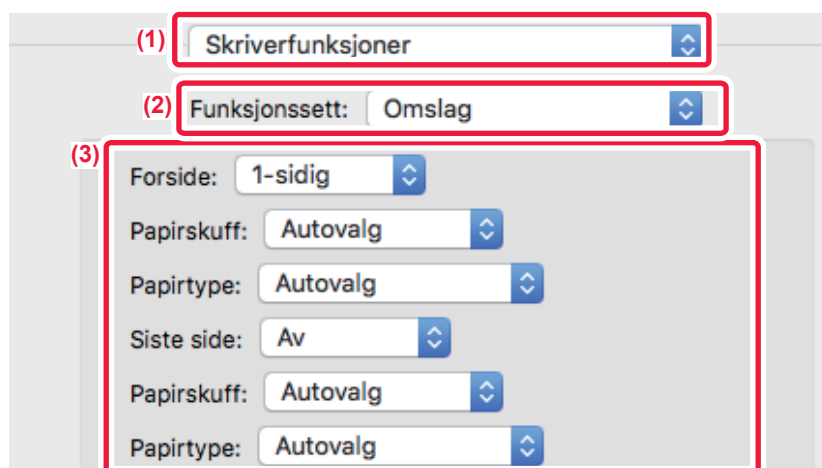 (1) Skriverfunksjoner
(2) Funksjonssett: Omslag
(3)
Forside: 1-sidig
Papirskuff: Autovalg
Papirtype: Autovalg
Siste side: Av
Papirskuff: Autovalg
Papirtype: Autovalg